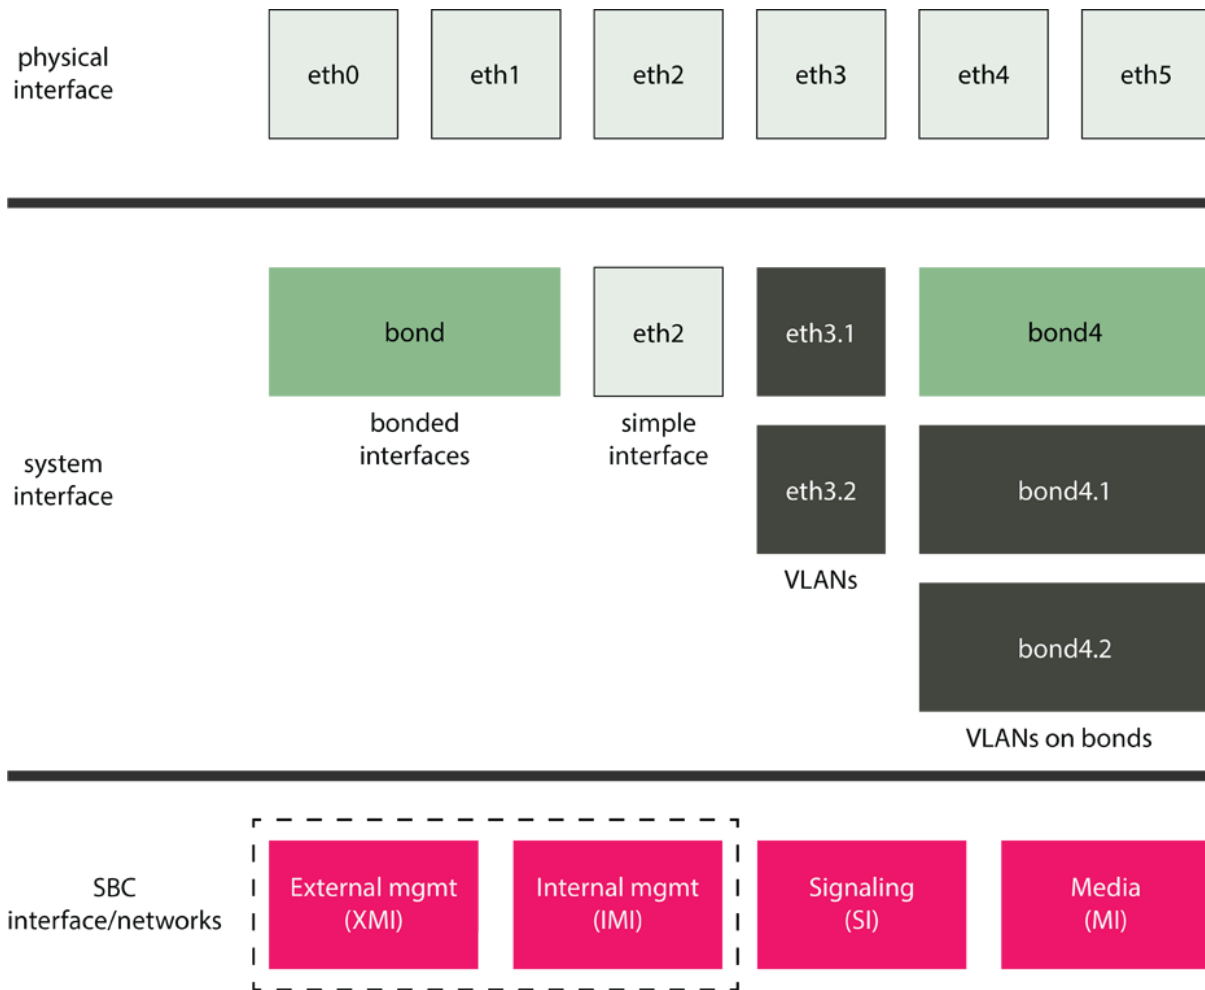 physical
interface
eth0
eth1
eth2
eth3
eth4
eth5
system
interface
bond
bonded
interfaces
eth2
simple
interface
eth3.1
eth3.2
VLANs
bond4
bond4.1
bond4.2
VLANs on bonds
SBC
interface/networks
External mgmt
(XMI)
Internal mgmt
(IMI)
Signaling
(SI)
Media
(MI)